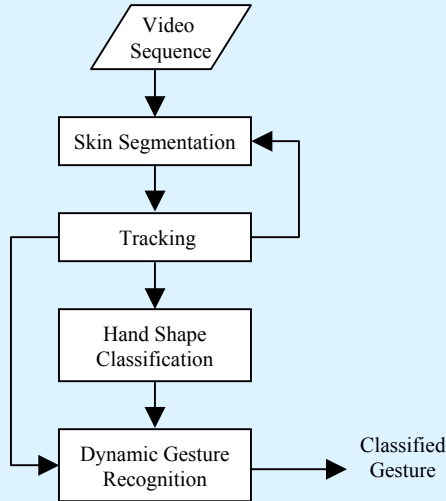 Video
Sequence
Skin Segmentation
Tracking
Hand Shape
Classification
Dynamic Gesture
Recognition
Classified
Gesture